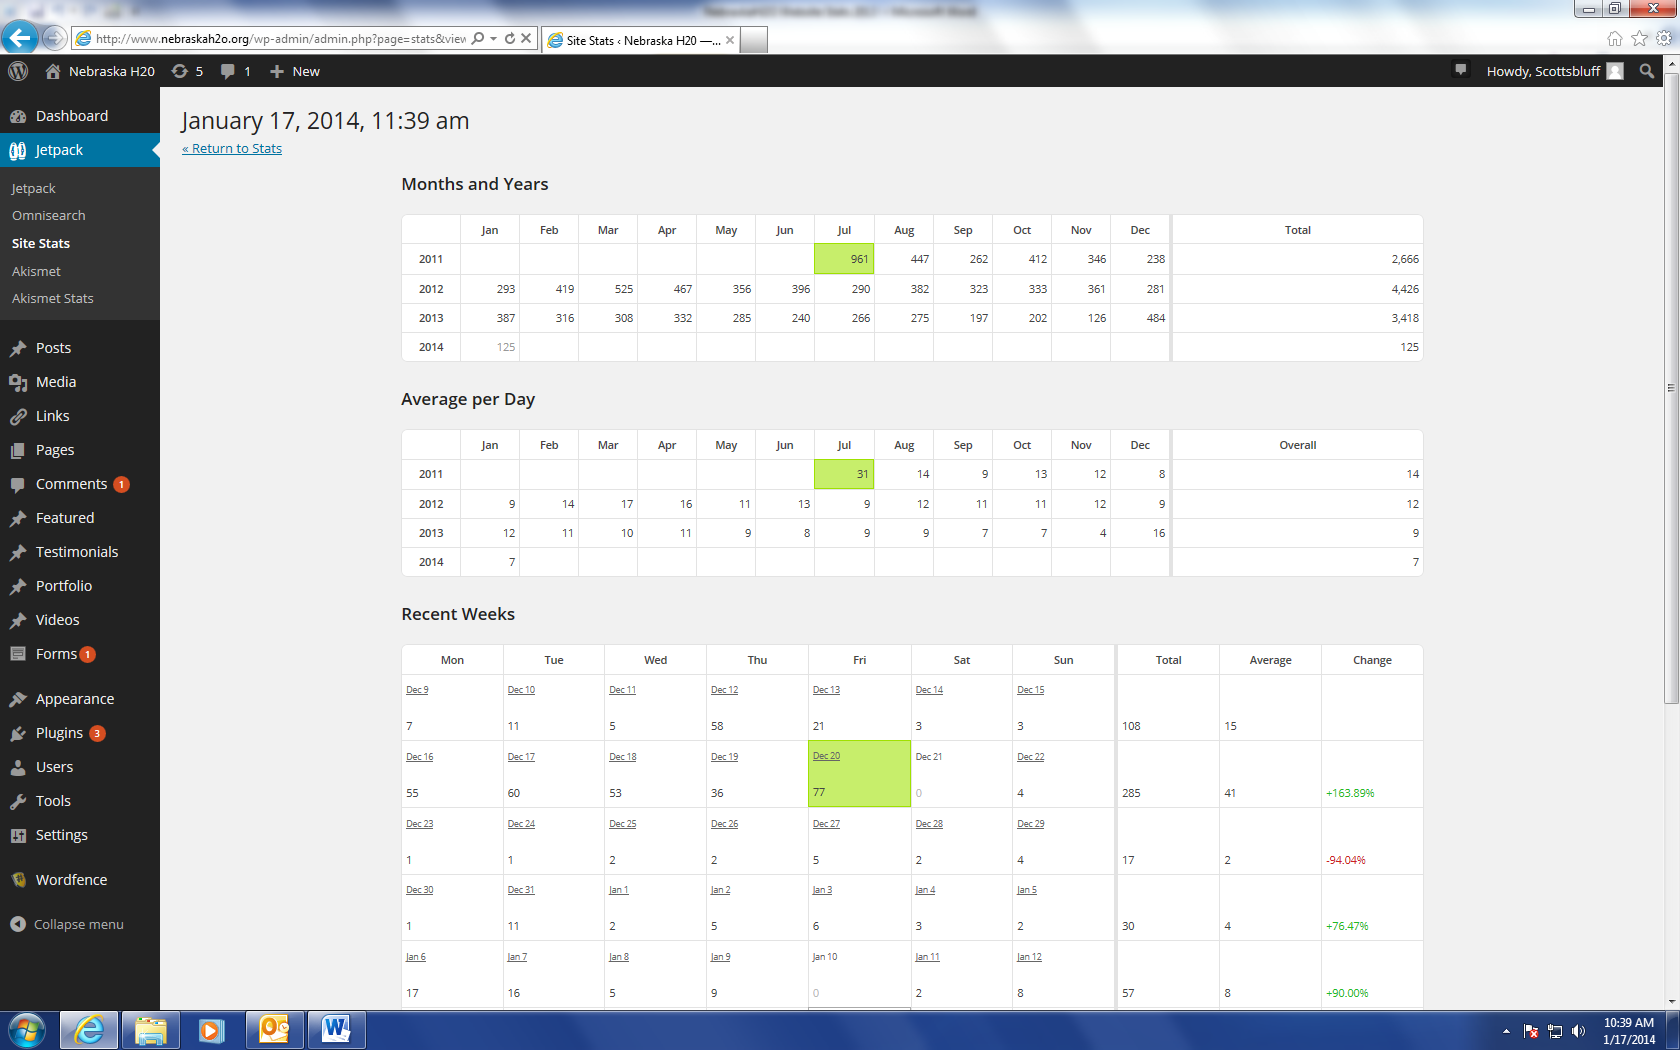 http://www.nebraskah2o.org/wp-admin/admin.php?page=stats&view
Site Stats ‹ Nebraska H20 —...
Nebraska H20 5 1 New
Howdy, Scottsbluff
Dashboard
Jetpack
Jetpack
Omnisearch
Site Stats
Akismet
Akismet Stats
Posts
Media
Links
Pages
Comments 1
Featured
Testimonials
Portfolio
Videos
Forms 1
Appearance
Plugins 3
Users
Tools
Settings
Wordfence
Collapse menu
January 17, 2014, 11:39 am
« Return to Stats
Months and Years
Jan Feb Mar Apr May Jun Jul Aug Sep Oct Nov Dec Total
2011 961 447 262 412 346 238 2,666
2012 293 419 525 467 356 396 290 382 323 333 361 281 4,426
2013 387 316 308 332 285 240 266 275 197 202 126 484 3,418
2014 125 125
Average per Day
Jan Feb Mar Apr May Jun Jul Aug Sep Oct Nov Dec Overall
2011 31 14 9 13 12 8 14
2012 9 14 17 16 11 13 9 12 11 11 12 9 12
2013 12 11 10 11 9 8 9 9 7 7 4 16 9
2014 7 7
Recent Weeks
Mon Tue Wed Thu Fri Sat Sun Total Average Change
Dec 9 Dec 10 Dec 11 Dec 12 Dec 13 Dec 14 Dec 15
7 11 5 58 21 3 3 108 15
Dec 16 Dec 17 Dec 18 Dec 19 Dec 20 Dec 21 Dec 22
55 60 53 36 77 0 4 285 41 +163.89%
Dec 23 Dec 24 Dec 25 Dec 26 Dec 27 Dec 28 Dec 29
1 1 2 2 5 2 4 17 2 -94.04%
Dec 30 Dec 31 Jan 1 Jan 2 Jan 3 Jan 4 Jan 5
1 11 2 5 6 3 2 30 4 +76.47%
Jan 6 Jan 7 Jan 8 Jan 9 Jan 10 Jan 11 Jan 12
17 16 5 9 0 2 8 57 8 +90.00%
10:39 AM
1/17/2014